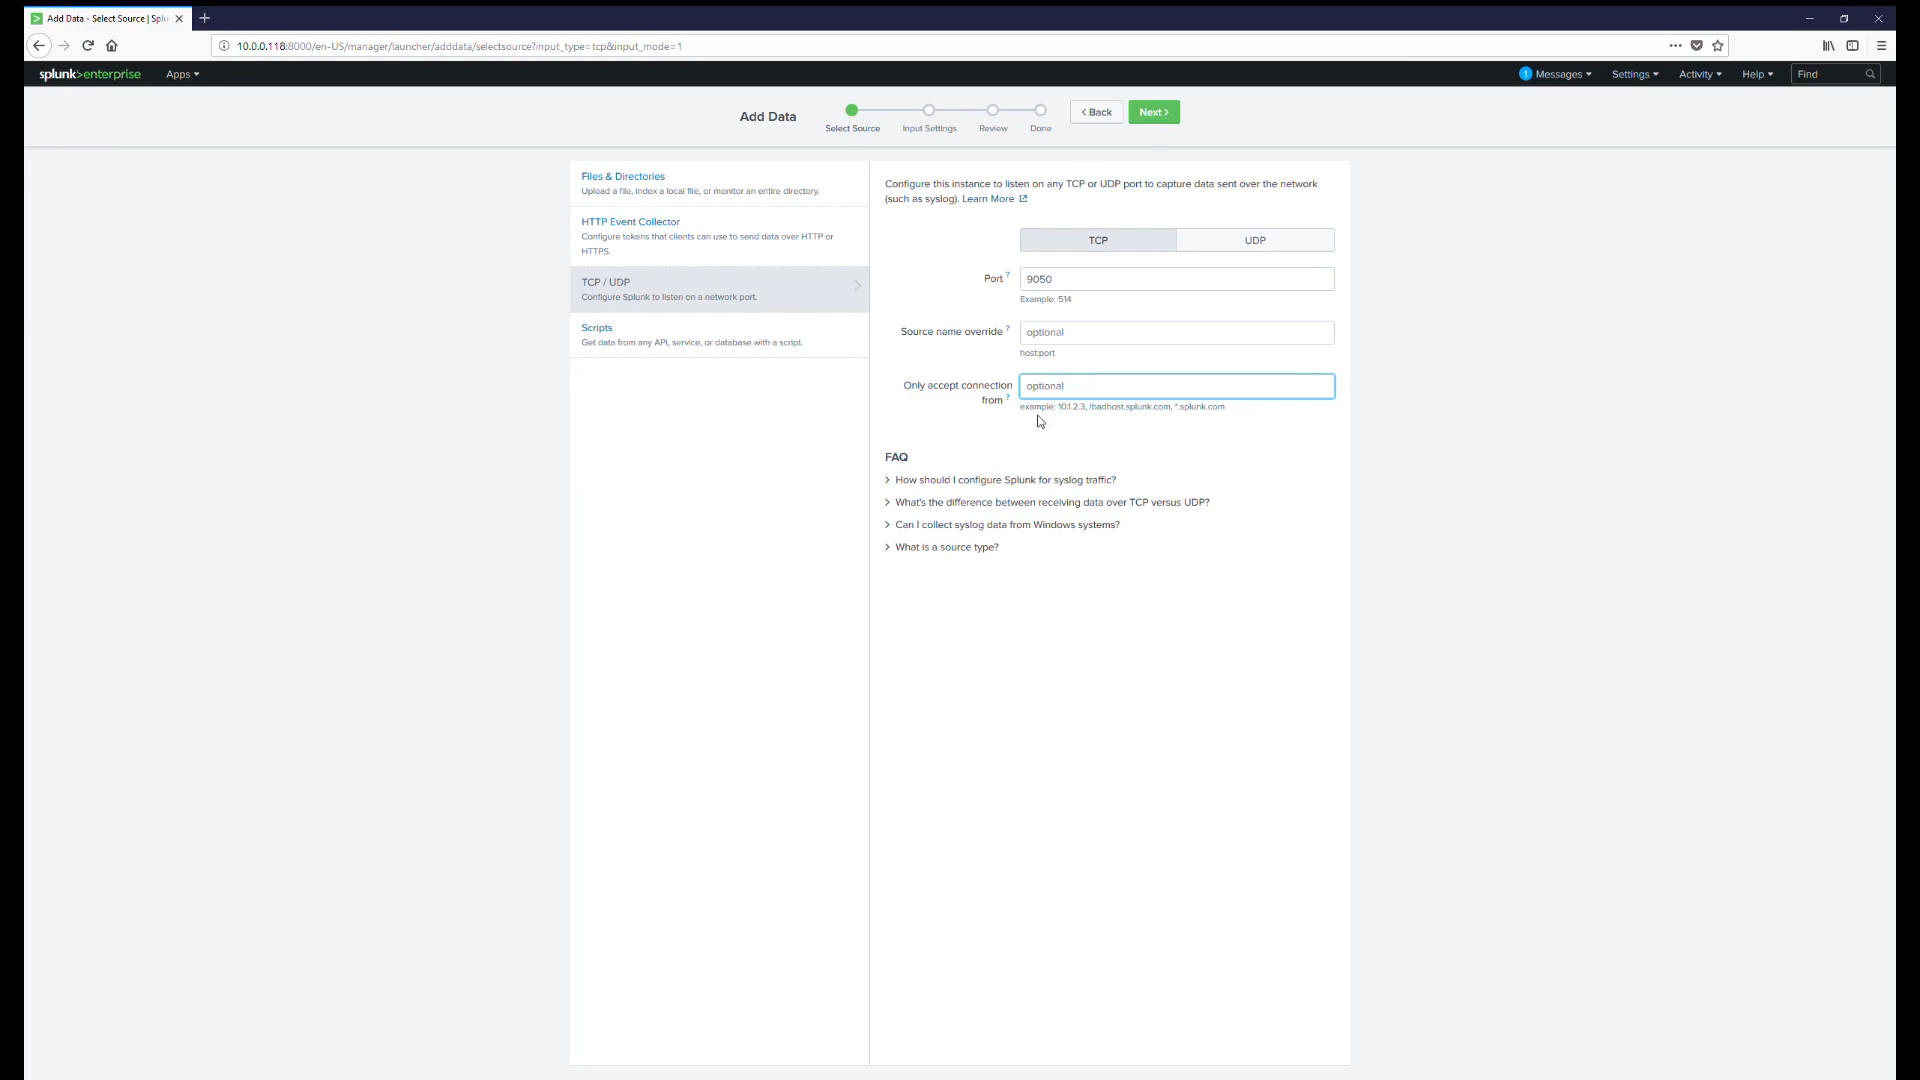 Add Data - Select Source | Splu
10.0.0.118:8000/en-US/manager/launcher/adddata/selectsource?input_type=tcp&input_mode=1
splunk>enterprise
Apps
1 Messages
Settings
Activity
Help
Find
Add Data
Select Source
Input Settings
Review
Done
< Back
Next >
Files & Directories
Upload a file, index a local file, or monitor an entire directory.
HTTP Event Collector
Configure tokens that clients can use to send data over HTTP or
HTTPS.
TCP / UDP
Configure Splunk to listen on a network port.
Scripts
Get data from any API, service, or database with a script.
Configure this instance to listen on any TCP or UDP port to capture data sent over the network
(such as syslog). Learn More
TCP
UDP
Port ?
9050
Example: 514
Source name override ?
optional
host:port
Only accept connection
from ?
optional
example: 10.1.2.3, !badhost.splunk.com, *.splunk.com
FAQ
> How should I configure Splunk for syslog traffic?
> What's the difference between receiving data over TCP versus UDP?
> Can I collect syslog data from Windows systems?
> What is a source type?